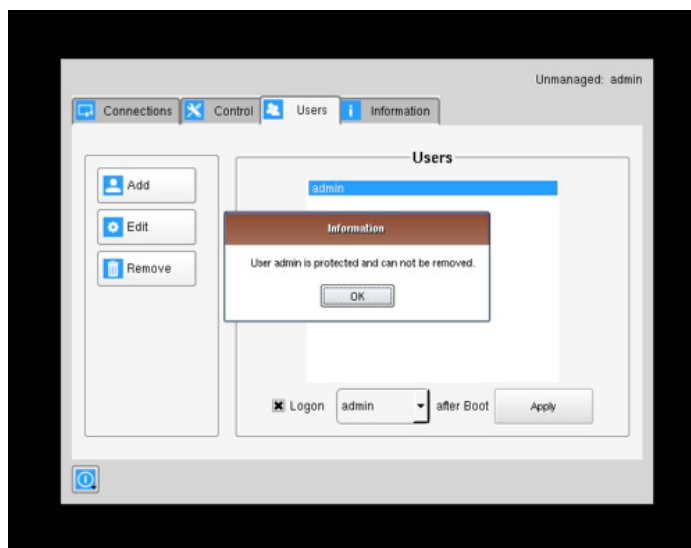 Unmanaged: admin
Connections Control Users Information
Users
Add
admin
Edit
Information
Remove
User admin is protected and can not be removed.
OK
Logon admin after Boot Apply